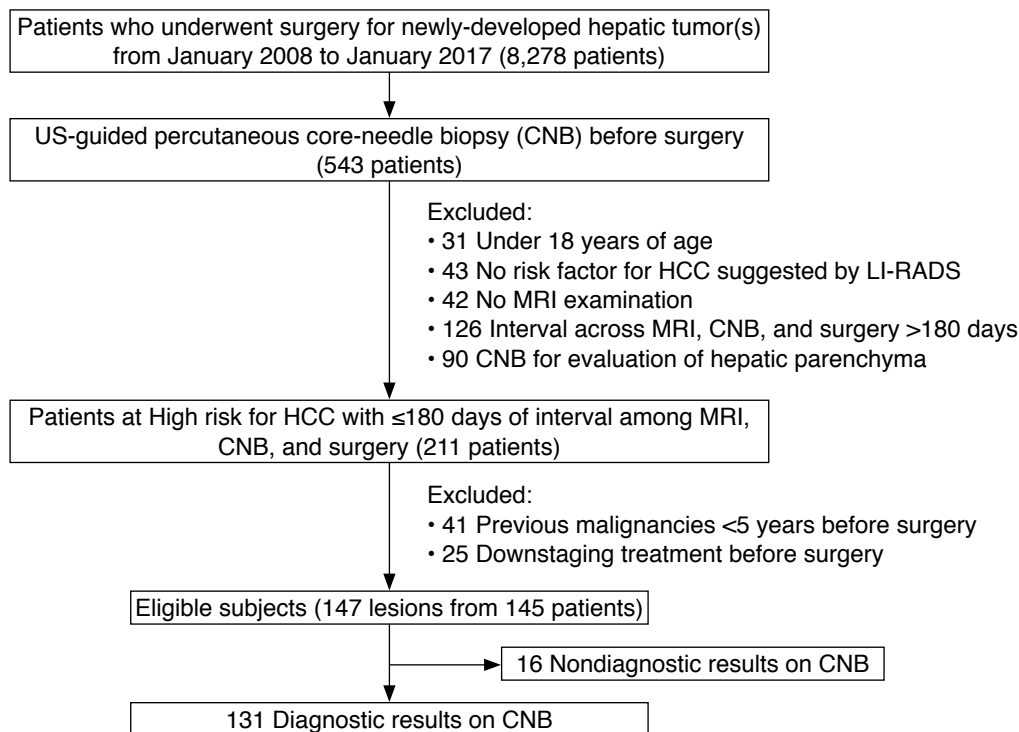 Patients who underwent surgery for newly-developed hepatic tumor(s)
from January 2008 to January 2017 (8,278 patients)
US-guided percutaneous core-needle biopsy (CNB) before surgery
(543 patients)
Excluded:
• 31 Under 18 years of age
• 43 No risk factor for HCC suggested by LI-RADS
• 42 No MRI examination
• 126 Interval across MRI, CNB, and surgery >180 days
• 90 CNB for evaluation of hepatic parenchyma
Patients at High risk for HCC with ≤180 days of interval among MRI,
CNB, and surgery (211 patients)
Excluded:
• 41 Previous malignancies <5 years before surgery
• 25 Downstaging treatment before surgery
Eligible subjects (147 lesions from 145 patients)
16 Nondiagnostic results on CNB
131 Diagnostic results on CNB